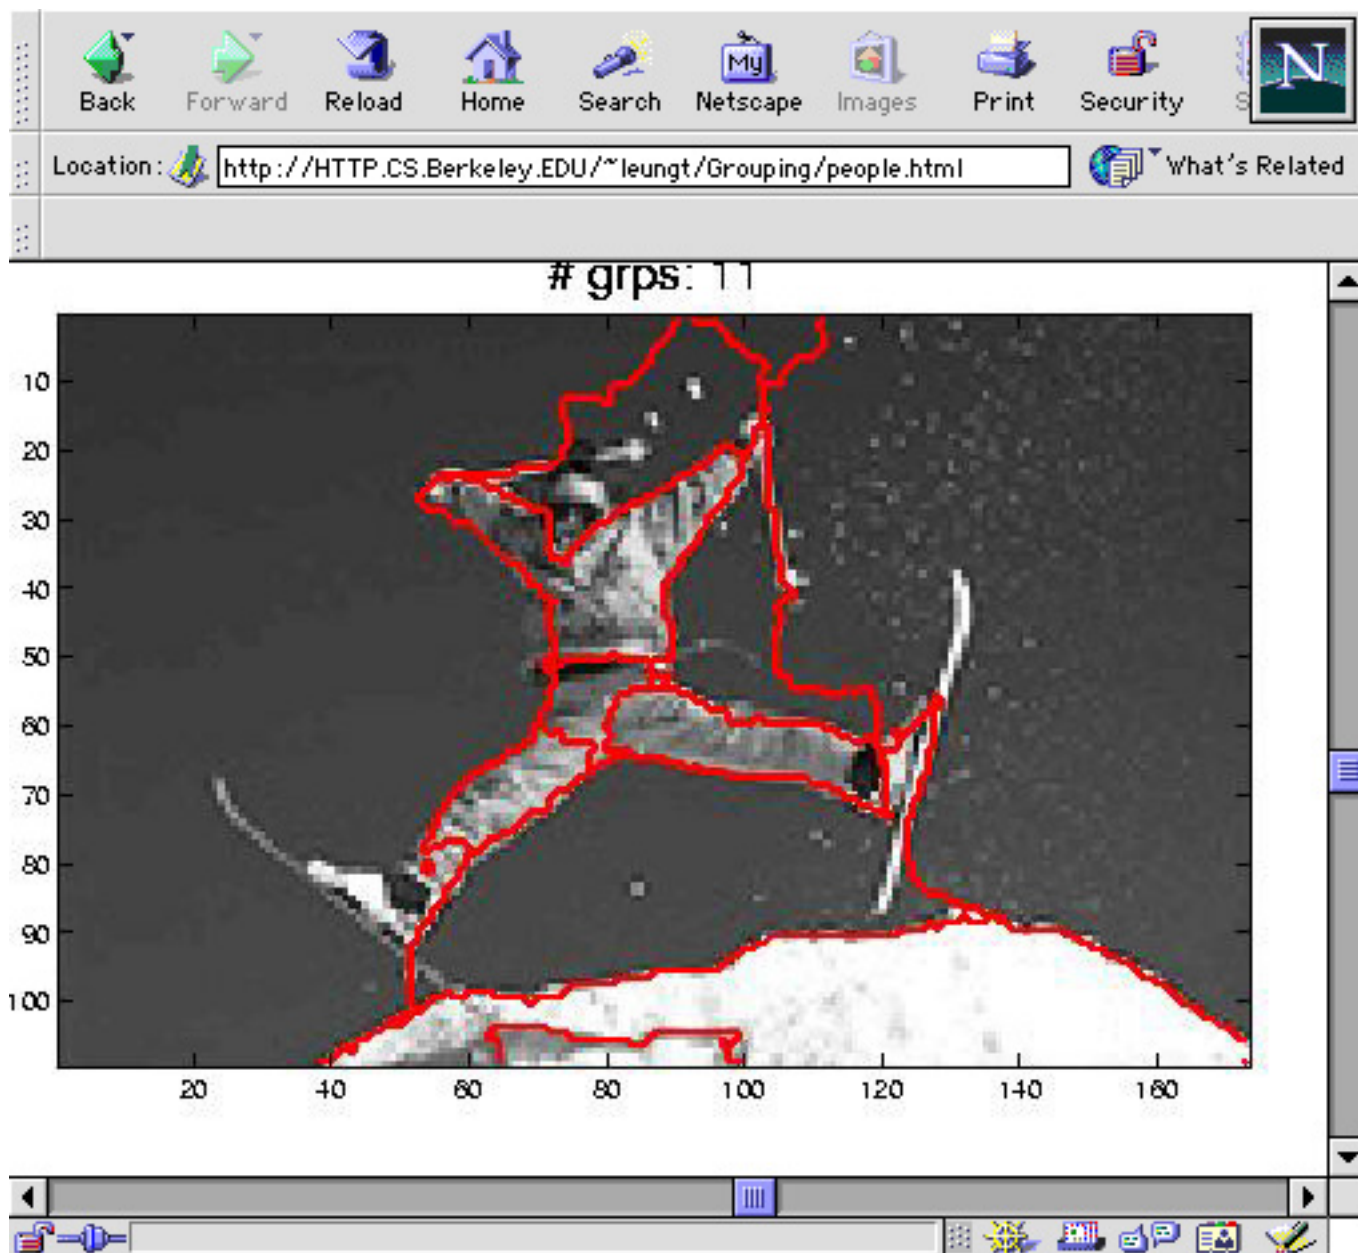 Back Forward Reload Home Search My Netscape Images Print Security S N
Location: http://HTTP.CS.Berkeley.EDU/~leungt/Grouping/people.html What's Related
# grps: 11
10
20
30
40
50
60
70
80
90
100
20 40 60 80 100 120 140 160